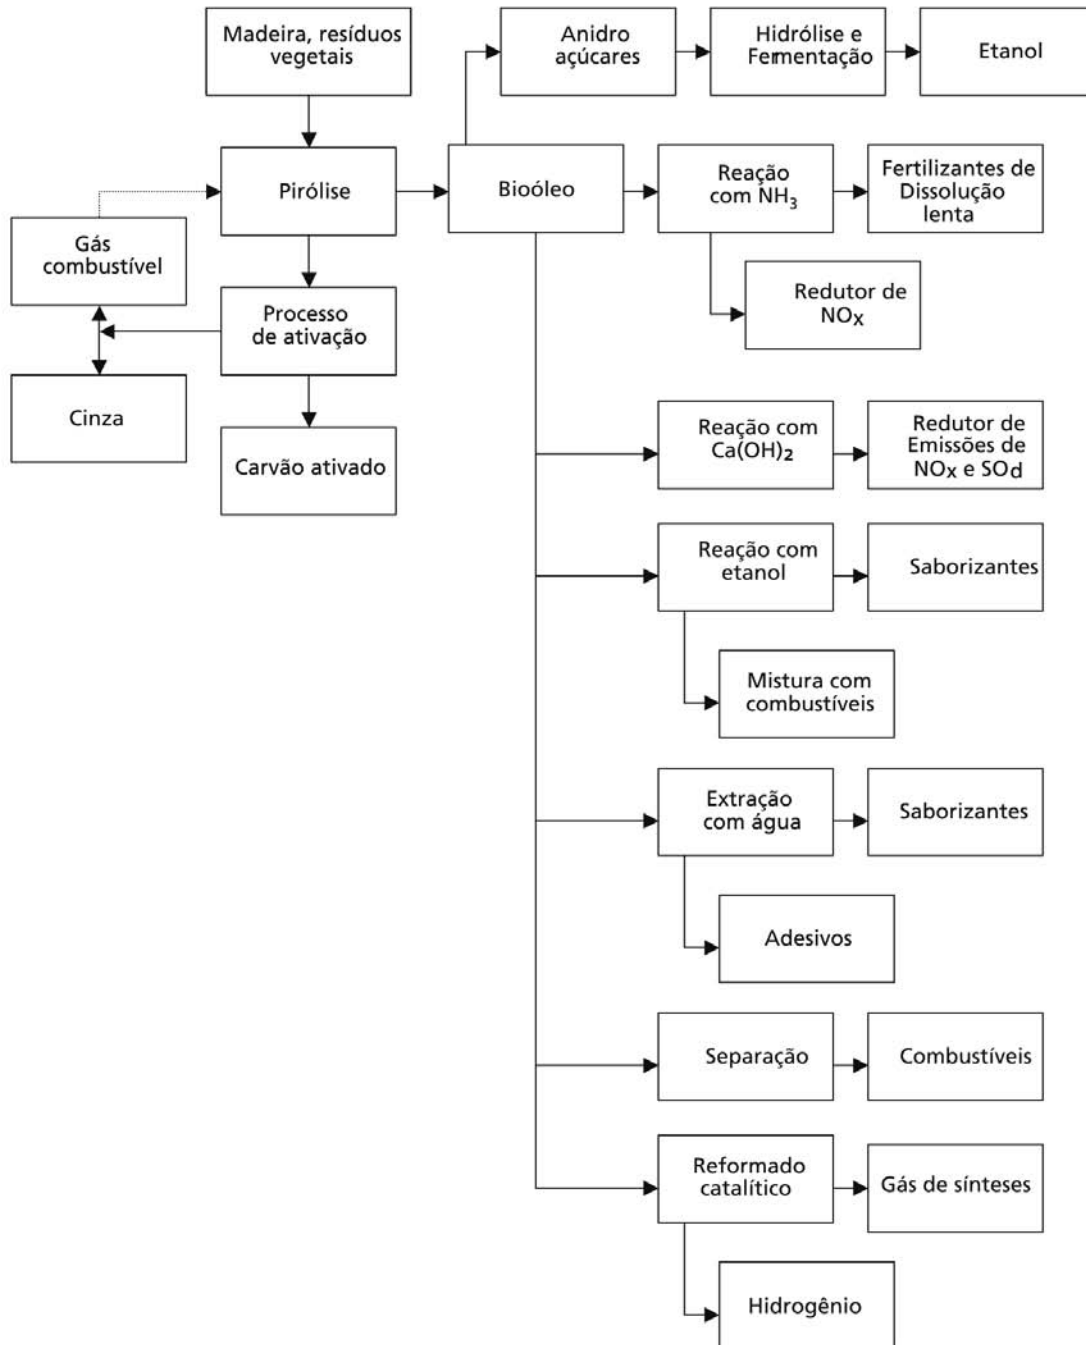 Madeira, resíduos
vegetais
Anidro
açúcares
Hidrólise e
Fermentação
Etanol
Pirólise
Bioóleo
Reação
com NH₃
Fertilizantes de
Dissolução
lenta
Gás
combustível
Redutor de
NOx
Processo
de ativação
Cinza
Carvão ativado
Reação com
Ca(OH)₂
Redutor de
Emissões de
NOx e SOd
Reação com
etanol
Saborizantes
Mistura com
combustíveis
Extração
com água
Saborizantes
Adesivos
Separação
Combustíveis
Reformado
catalítico
Gás de sínteses
Hidrogênio